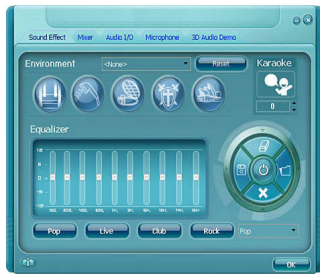 Sound Effect Mixer Audio I/O Microphone 3D Audio Demo
Environment <None> Reset Karaoke
0
Equalizer
Pop Live Club Rock Pop
OK